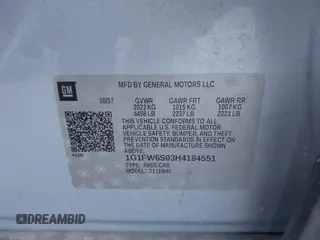 GM
MFD BY GENERAL MOTORS LLC
10/17 GVWR GAWR FRT GAWR RR
2022 KG 1015 KG 1007 KG
4458 LB 2237 LB 2221 LB
THIS VEHICLE CONFORMS TO ALL
APPLICABLE U.S. FEDERAL MOTOR
VEHICLE SAFETY, BUMPER, AND THEFT
PREVENTION STANDARDS IN EFFECT
ON THE DATE OF MANUFACTURE
SHOWN ABOVE.
1G1FW6S03H4184551
TYPE: PASS CAR
MODEL:
DREAMBID